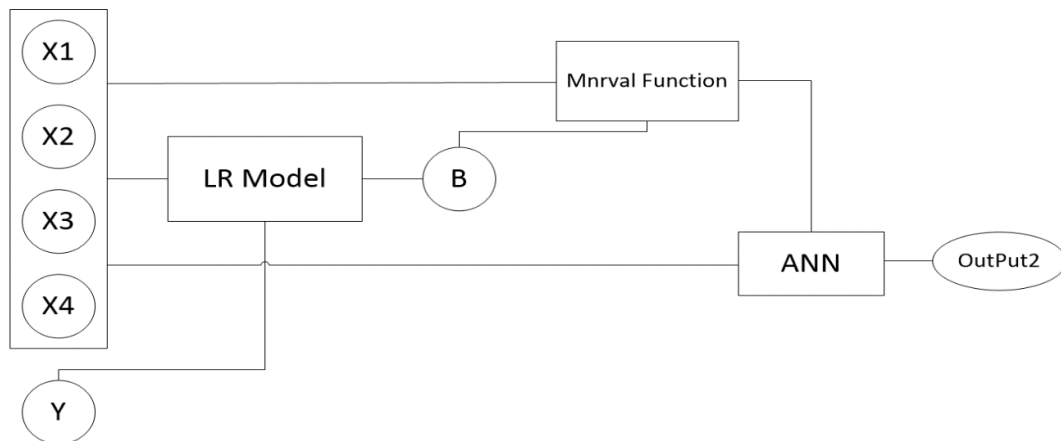 X1
X2
X3
X4
Y
LR Model
B
Mnrval Function
ANN
OutPut2